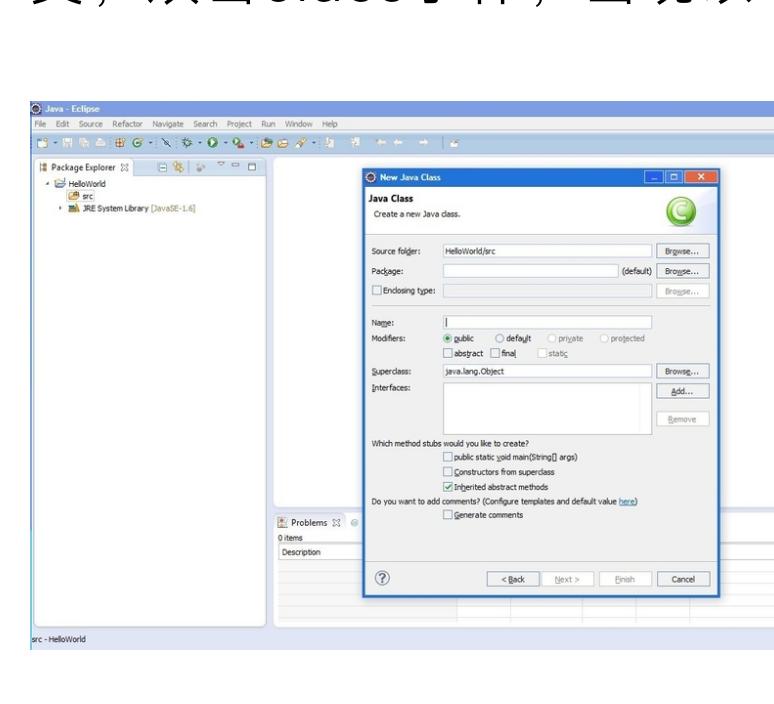 Java - Eclipse
File Edit Source Refactor Navigate Search Project Run Window Help
Package Explorer
HelloWorld
src
JRE System Library [JavaSE-1.6]
New Java Class
Java Class
Create a new Java class.
Source folder: HelloWorld/src Browse...
Package: (default) Browse...
Enclosing type: Browse...
Name:
Modifiers: public default private protected
abstract final static
Superclass: java.lang.Object Browse...
Interfaces: Add...
Remove
Which method stubs would you like to create?
public static void main(String[] args)
Constructors from superclass
Inherited abstract methods
Do you want to add comments? (Configure templates and default value here)
Generate comments
? < Back Next > Finish Cancel
Problems
0 items
Description
src - HelloWorld